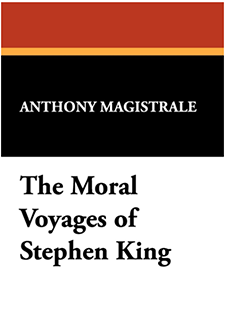 ANTHONY MAGISTRALE
The Moral
Voyages of
Stephen King